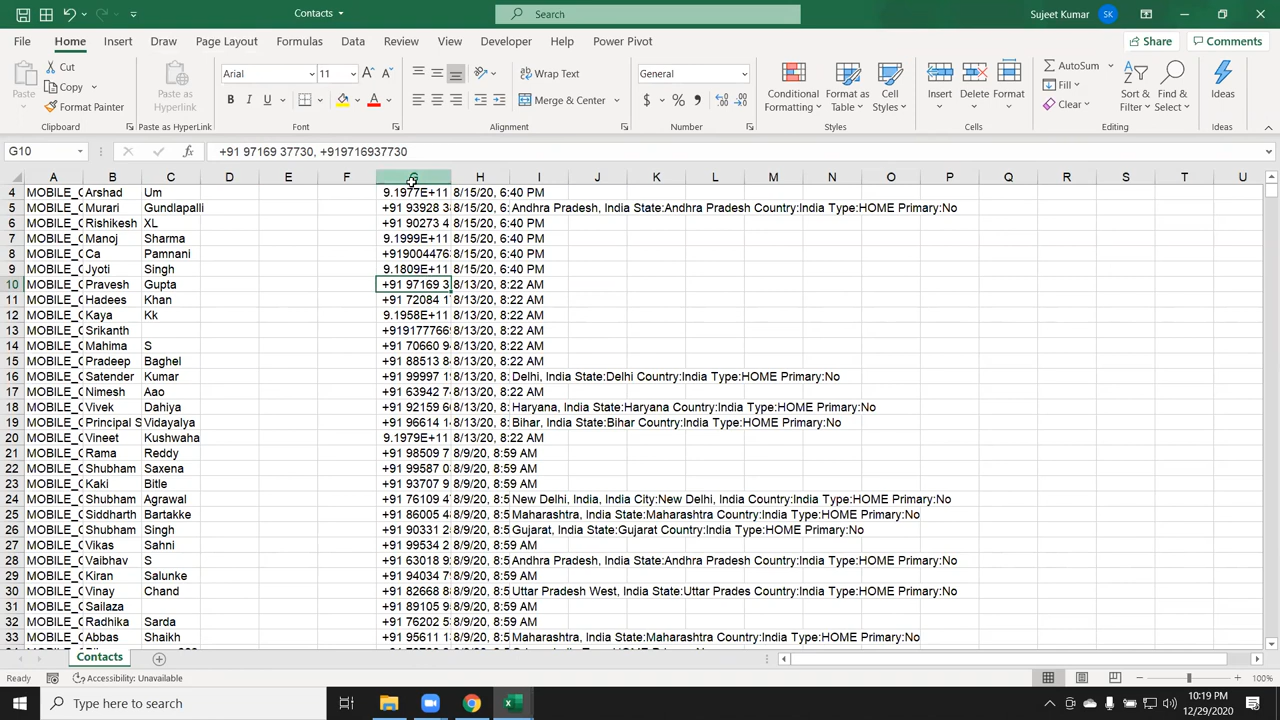 Contacts
Search
Sujeet Kumar
SK
File Home Insert Draw Page Layout Formulas Data Review View Developer Help Power Pivot
Share Comments
Paste
Cut
Copy
Format Painter
Clipboard
Paste as Hyperlink
Paste as HyperLink
Arial 11
B I U
Font
Wrap Text
Merge & Center
Alignment
General
$ % ,
Number
Conditional Formatting
Format as Table
Cell Styles
Styles
Insert Delete Format
Cells
AutoSum
Fill
Clear
Sort & Filter
Find & Select
Editing
Ideas
Ideas
G10 fx +91 97169 37730, +919716937730
A B C D E F G H I J K L M N O P Q R S T U
4 MOBILE_C Arshad Um 9.1977E+11 8/15/20, 6:40 PM
5 MOBILE_C Murari Gundlapalli +91 93928 38 8/15/20, 6: Andhra Pradesh, India State:Andhra Pradesh Country:India Type:HOME Primary:No
6 MOBILE_C Rishikesh XL +91 90273 4 8/15/20, 6:40 PM
7 MOBILE_C Manoj Sharma 9.1999E+11 8/15/20, 6:40 PM
8 MOBILE_C Ca Pamnani +919004476 8/15/20, 6:40 PM
9 MOBILE_C Jyoti Singh 9.1809E+11 8/15/20, 6:40 PM
10 MOBILE_C Pravesh Gupta +91 97169 3 8/13/20, 8:22 AM
11 MOBILE_C Hadees Khan +91 72084 1 8/13/20, 8:22 AM
12 MOBILE_C Kaya Kk 9.1958E+11 8/13/20, 8:22 AM
13 MOBILE_C Srikanth +919177766 8/13/20, 8:22 AM
14 MOBILE_C Mahima S +91 70660 9 8/13/20, 8:22 AM
15 MOBILE_C Pradeep Baghel +91 88513 8 8/13/20, 8:22 AM
16 MOBILE_C Satender Kumar +91 99997 19 8/13/20, 8: Delhi, India State:Delhi Country:India Type:HOME Primary:No
17 MOBILE_C Nimesh Aao +91 63942 7 8/13/20, 8:22 AM
18 MOBILE_C Vivek Dahiya +91 92159 60 8/13/20, 8: Haryana, India State:Haryana Country:India Type:HOME Primary:No
19 MOBILE_C Principal S Vidayalya +91 96614 1 8/13/20, 8: Bihar, India State:Bihar Country:India Type:HOME Primary:No
20 MOBILE_C Vineet Kushwaha 9.1979E+11 8/13/20, 8:22 AM
21 MOBILE_C Rama Reddy +91 98509 7 8/9/20, 8:59 AM
22 MOBILE_C Shubham Saxena +91 99587 0 8/9/20, 8:59 AM
23 MOBILE_C Kaki Bitle +91 93707 9 8/9/20, 8:59 AM
24 MOBILE_C Shubham Agrawal +91 76109 4 8/9/20, 8:5 New Delhi, India, India City:New Delhi, India Country:India Type:HOME Primary:No
25 MOBILE_C Siddharth Bartakke +91 86005 4 8/9/20, 8:5 Maharashtra, India State:Maharashtra Country:India Type:HOME Primary:No
26 MOBILE_C Shubham Singh +91 90331 2 8/9/20, 8:5 Gujarat, India State:Gujarat Country:India Type:HOME Primary:No
27 MOBILE_C Vikas Sahni +91 99534 2 8/9/20, 8:59 AM
28 MOBILE_C Vaibhav S +91 63018 9 8/9/20, 8:5 Andhra Pradesh, India State:Andhra Pradesh Country:India Type:HOME Primary:No
29 MOBILE_C Kiran Salunke +91 94034 7 8/9/20, 8:59 AM
30 MOBILE_C Vinay Chand +91 82668 8 8/9/20, 8:5 Uttar Pradesh West, India State:Uttar Prades Country:India Type:HOME Primary:No
31 MOBILE_C Sailaza +91 89105 9 8/9/20, 8:59 AM
32 MOBILE_C Radhika Sarda +91 76202 5 8/9/20, 8:59 AM
33 MOBILE_C Abbas Shaikh +91 95611 1 8/9/20, 8:5 Maharashtra, India State:Maharashtra Country:India Type:HOME Primary:No
Contacts
Ready Accessibility: Unavailable 100%
Type here to search
10:19 PM
12/29/2020